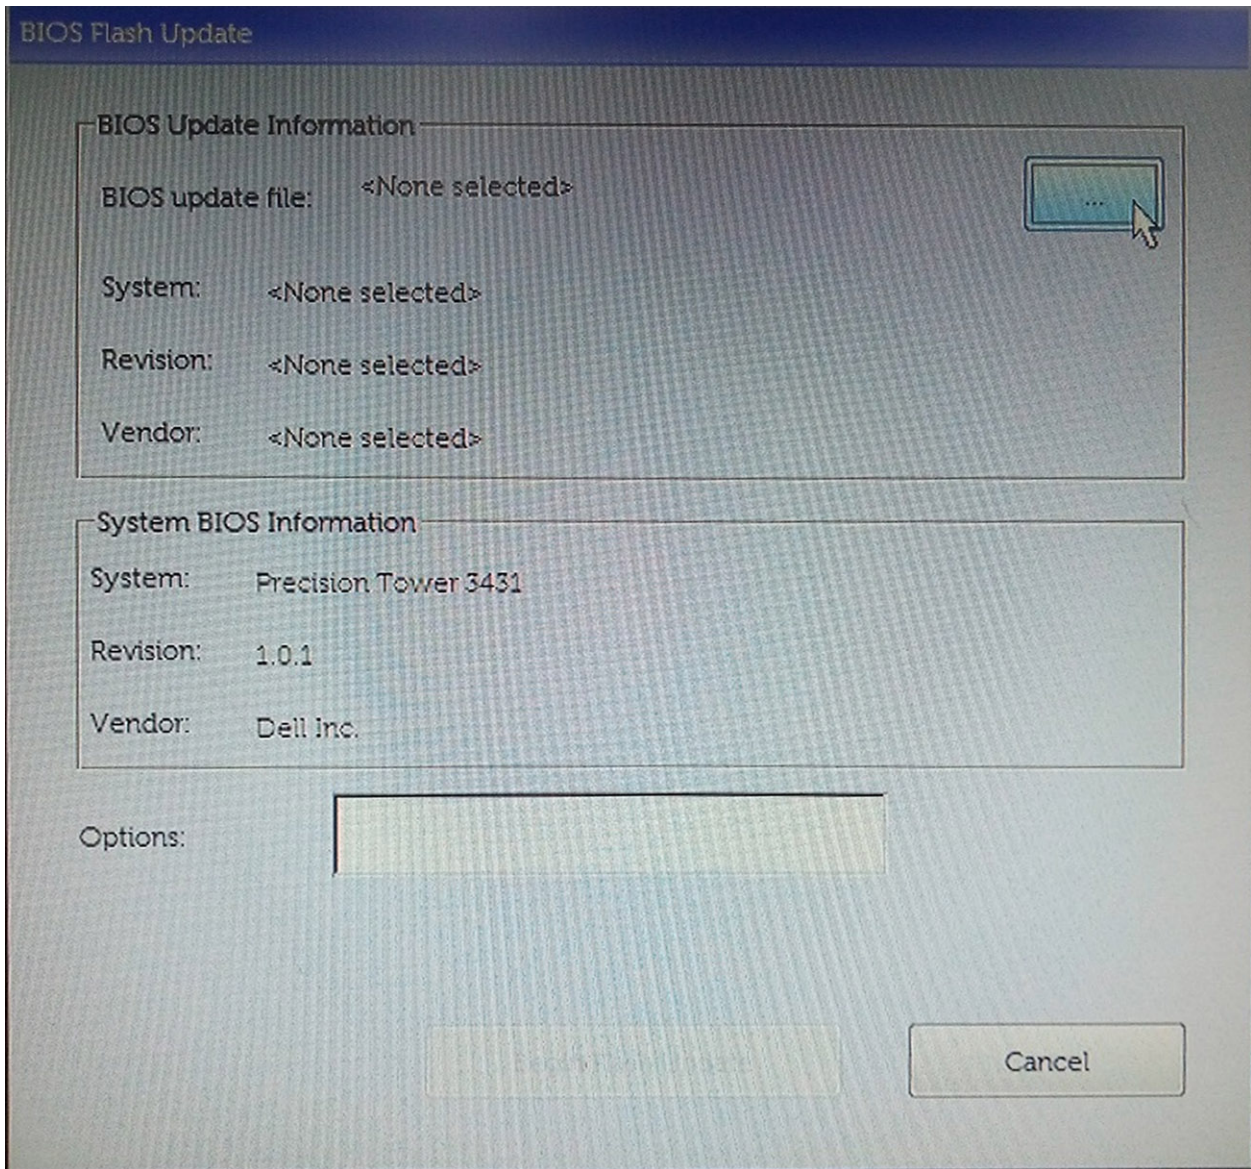 BIOS Flash Update
BIOS Update Information
BIOS update file: <None selected>
...
System: <None selected>
Revision: <None selected>
Vendor: <None selected>
System BIOS Information
System: Precision Tower 3431
Revision: 1.0.1
Vendor: Dell Inc.
Options:
Cancel